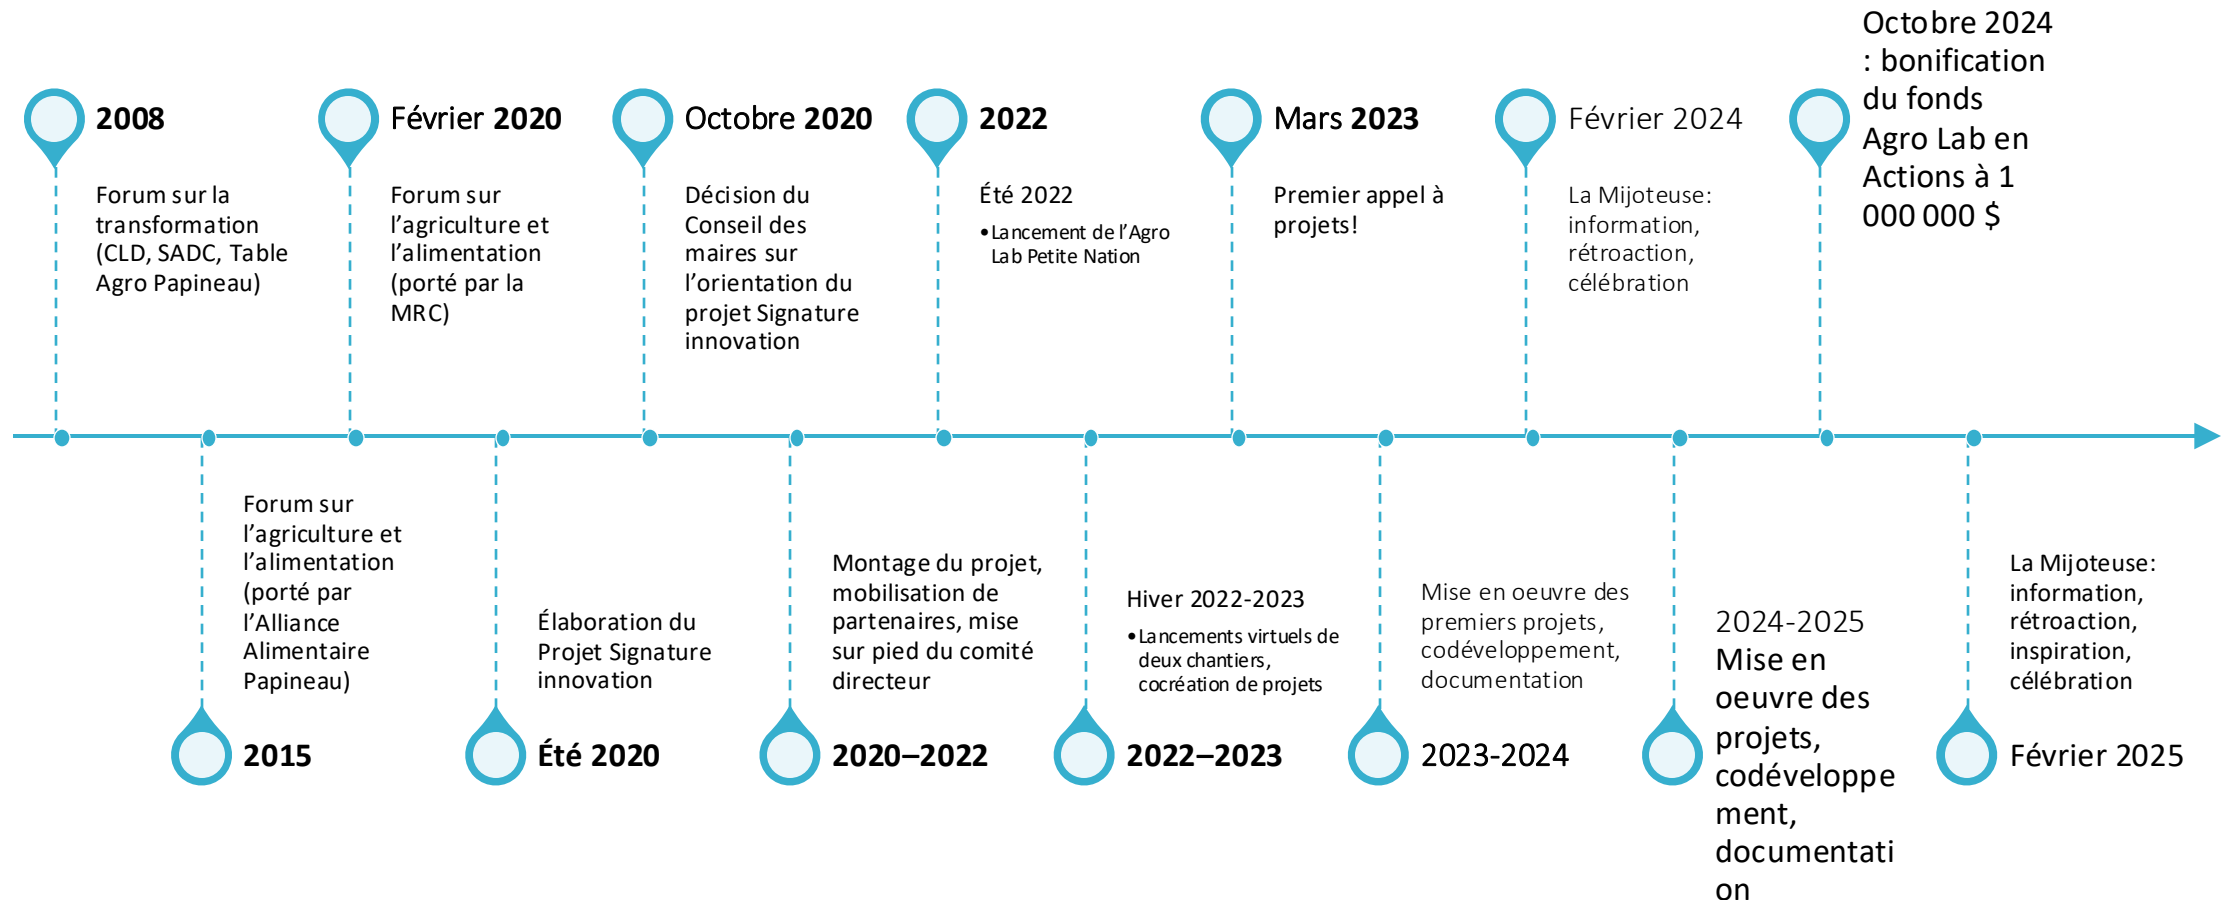 2008
Forum sur la
transformation
(CLD, SADC, Table
Agro Papineau)
Février 2020
Forum sur
l’agriculture et
l’alimentation
(porté par la
MRC)
Octobre 2020
Décision du
Conseil des
maires sur
l’orientation du
projet Signature
innovation
2022
Été 2022
•Lancement de l’Agro
Lab Petite Nation
Mars 2023
Premier appel à
projets!
Février 2024
La Mijoteuse:
information,
rétroaction,
célébration
Octobre 2024
: bonification
du fonds
Agro Lab en
Actions à 1
000 000 $
Forum sur
l’agriculture et
l’alimentation
(porté par
l’Alliance
Alimentaire
Papineau)
2015
Élaboration du
Projet Signature
innovation
Été 2020
Montage du projet,
mobilisation de
partenaires, mise
sur pied du comité
directeur
2020–2022
Hiver 2022-2023
•Lancements virtuels de
deux chantiers,
cocréation de projets
2022–2023
Mise en oeuvre des
premiers projets,
codéveloppement,
documentation
2023-2024
2024-2025
Mise en
oeuvre des
projets,
codéveloppe
ment,
documentati
on
La Mijoteuse:
information,
rétroaction,
inspiration,
célébration
Février 2025